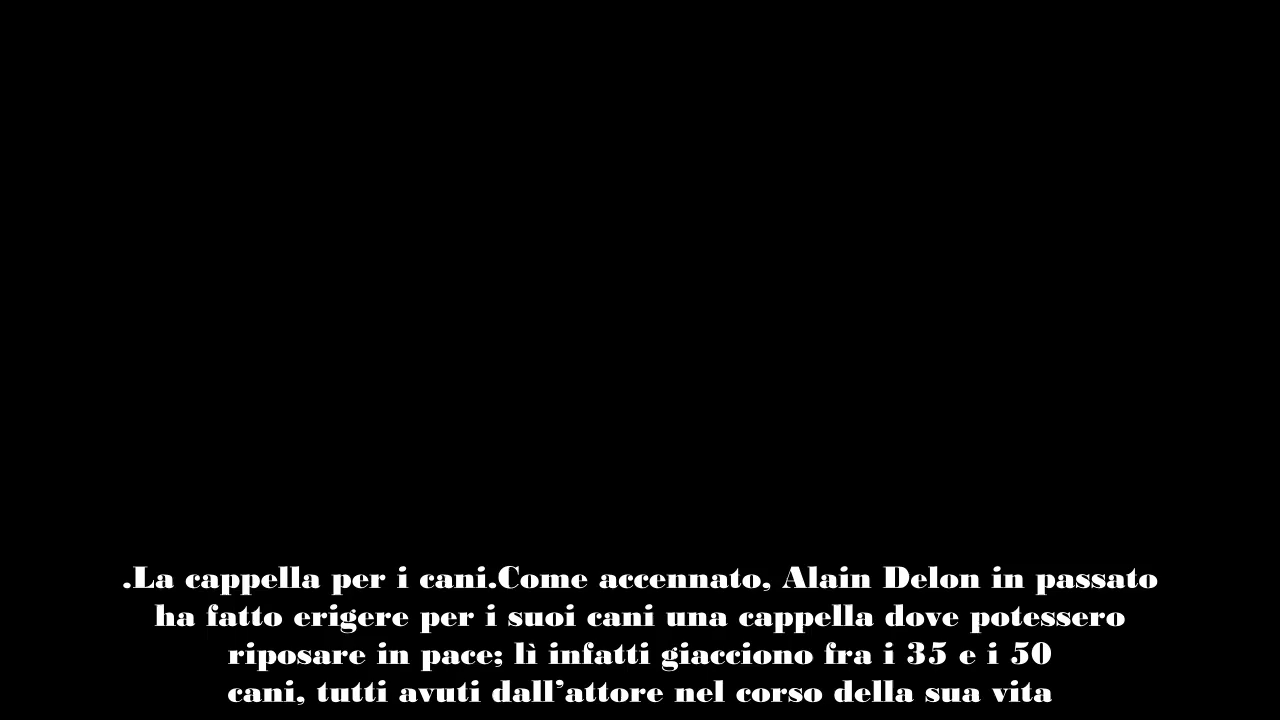 .La cappella per i cani.Come accennato, Alain Delon in passato
ha fatto erigere per i suoi cani una cappella dove potessero
riposare in pace; lì infatti giacciono fra i 35 e i 50
cani, tutti avuti dall’attore nel corso della sua vita